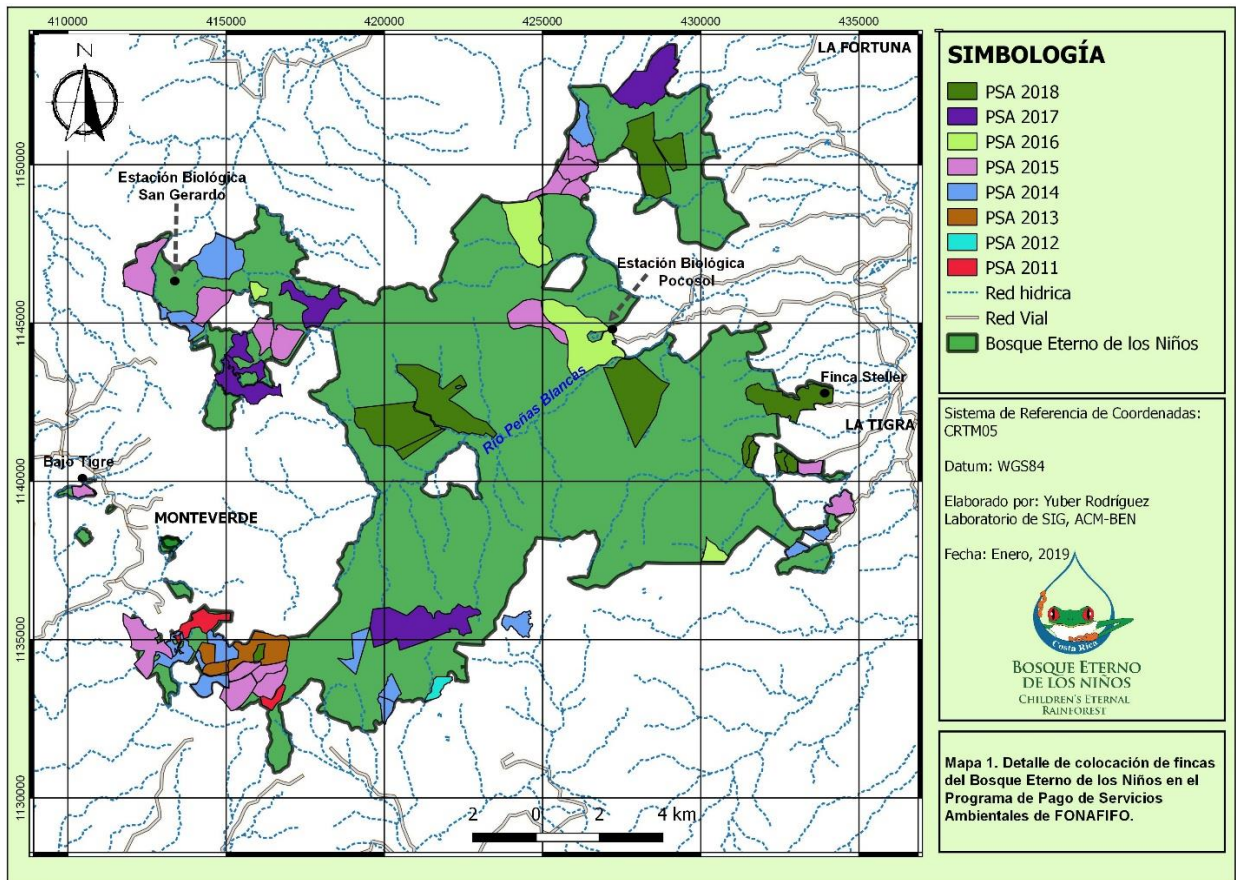 410000
415000
420000
425000
430000
435000
N
LA FORTUNA
1150000
Estación Biológica
San Gerardo
Estación Biológica
Pocosol
1145000
Río Peñas Blancas
Finca Steller
LA TIGRA
Bajo Tigre
1140000
MONTEVERDE
1135000
1130000
2 0 2 4 km
SIMBOLOGÍA
PSA 2018
PSA 2017
PSA 2016
PSA 2015
PSA 2014
PSA 2013
PSA 2012
PSA 2011
Red hidrica
Red Vial
Bosque Eterno de los Niños
Sistema de Referencia de Coordenadas:
CRTM05
Datum: WGS84
Elaborado por: Yuber Rodríguez
Laboratorio de SIG, ACM-BEN
Fecha: Enero, 2019
Costa Rica
BOSQUE ETERNO
DE LOS NIÑOS
CHILDREN'S ETERNAL
RAINFOREST
Mapa 1. Detalle de colocación de fincas
del Bosque Eterno de los Niños en el
Programa de Pago de Servicios
Ambientales de FONAFIFO.